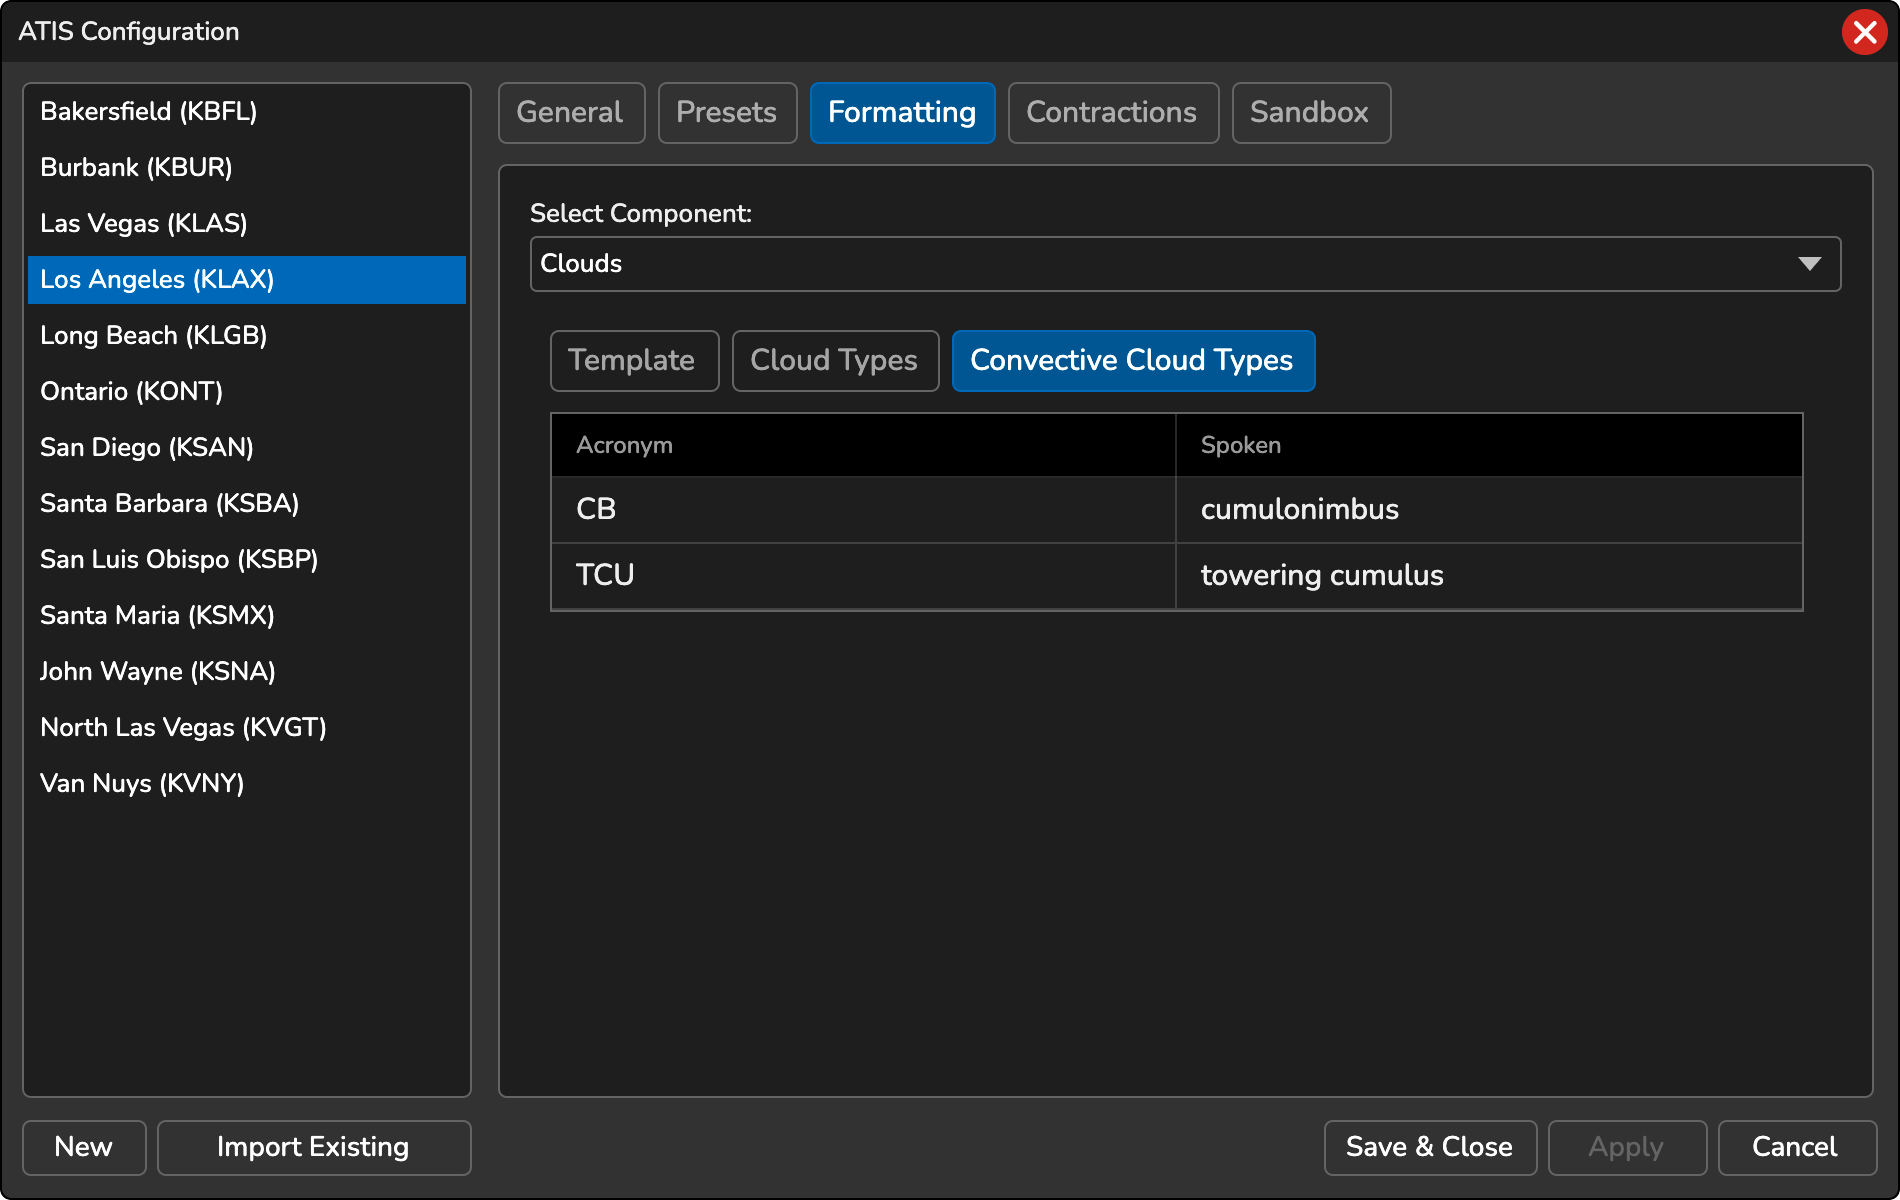 ATIS Configuration
Bakersfield (KBFL)
Burbank (KBUR)
Las Vegas (KLAS)
Los Angeles (KLAX)
Long Beach (KLGB)
Ontario (KONT)
San Diego (KSAN)
Santa Barbara (KSBA)
San Luis Obispo (KSBP)
Santa Maria (KSMX)
John Wayne (KSNA)
North Las Vegas (KVGT)
Van Nuys (KVNY)
New Import Existing
General Presets Formatting Contractions Sandbox
Select Component:
Clouds
Template Cloud Types Convective Cloud Types
Acronym Spoken
CB cumulonimbus
TCU towering cumulus
Save & Close Apply Cancel